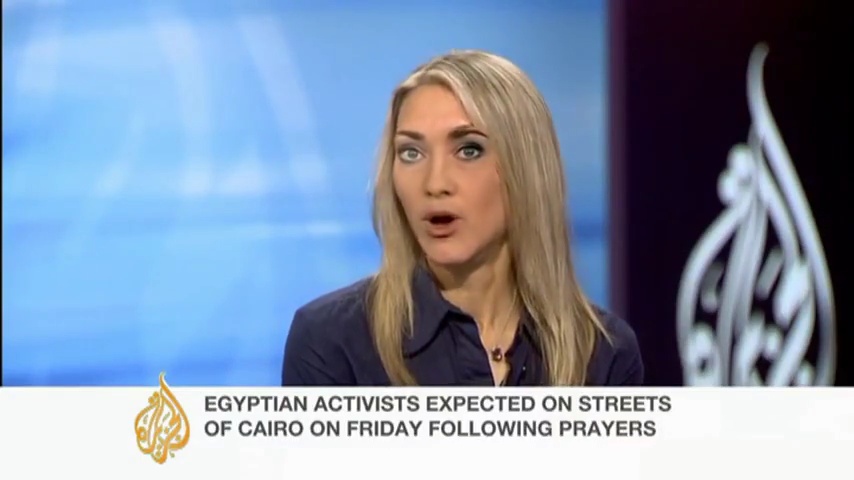 EGYPTIAN ACTIVISTS EXPECTED ON STREETS
OF CAIRO ON FRIDAY FOLLOWING PRAYERS